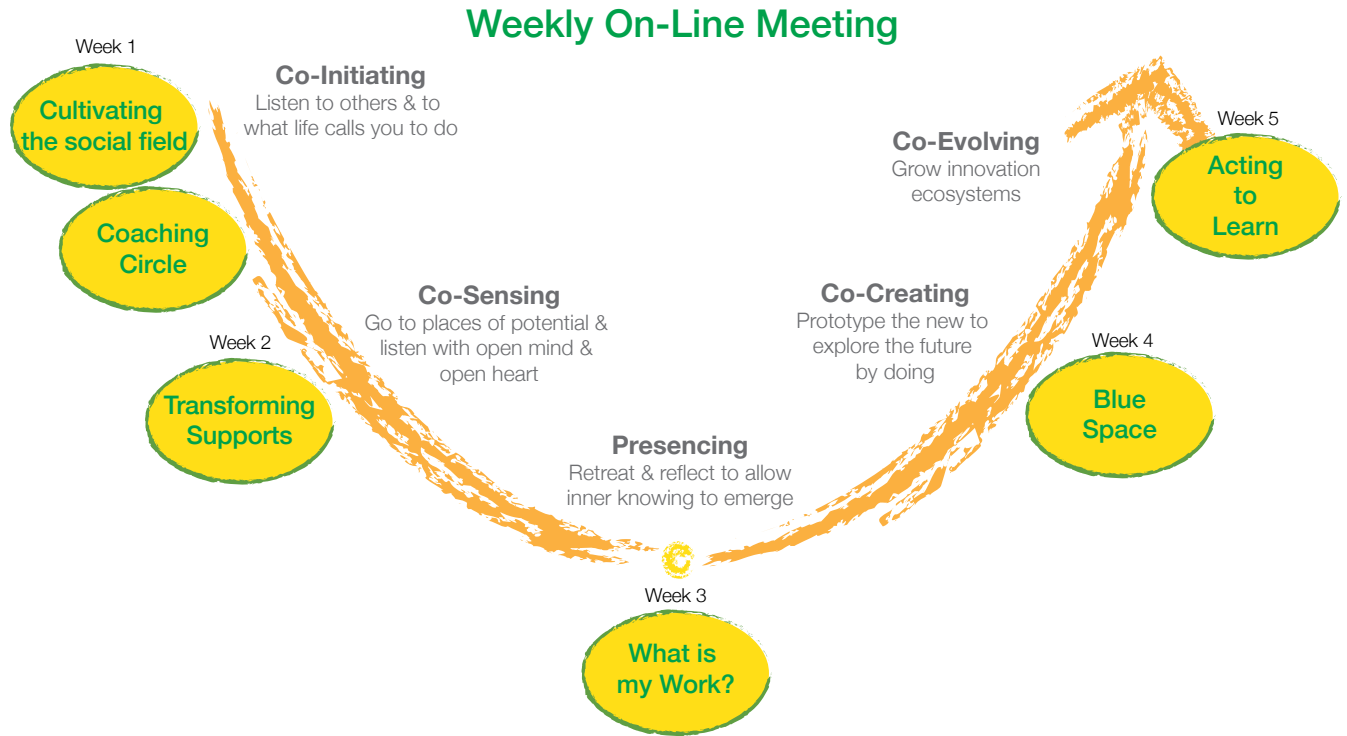 Weekly On-Line Meeting
Week 1
Cultivating
the social field
Coaching
Circle
Co-Initiating
Listen to others & to
what life calls you to do
Week 2
Transforming
Supports
Co-Sensing
Go to places of potential &
listen with open mind &
open heart
Presencing
Retreat & reflect to allow
inner knowing to emerge
Week 3
What is
my Work?
Co-Creating
Prototype the new to
explore the future
by doing
Week 4
Blue
Space
Co-Evolving
Grow innovation
ecosystems
Week 5
Acting
to
Learn